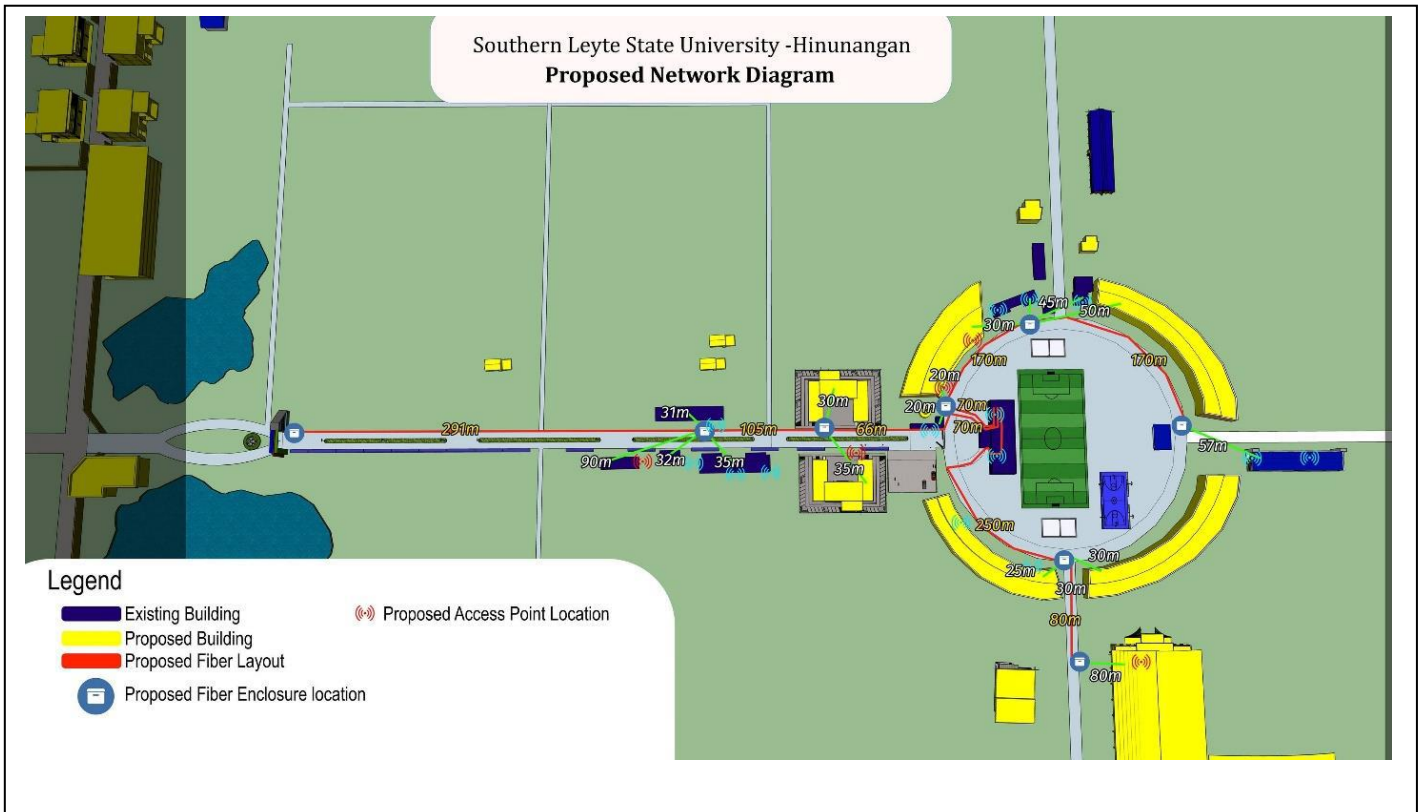 Southern Leyte State University -Hinunangan
Proposed Network Diagram
45m
50m
30m
170m
170m
20m
20m
70m
70m
31m
30m
291m
105m
66m
57m
90m
32m
35m
35m
250m
25m
30m
30m
80m
80m
Legend
Existing Building
Proposed Building
Proposed Fiber Layout
Proposed Fiber Enclosure location
Proposed Access Point Location